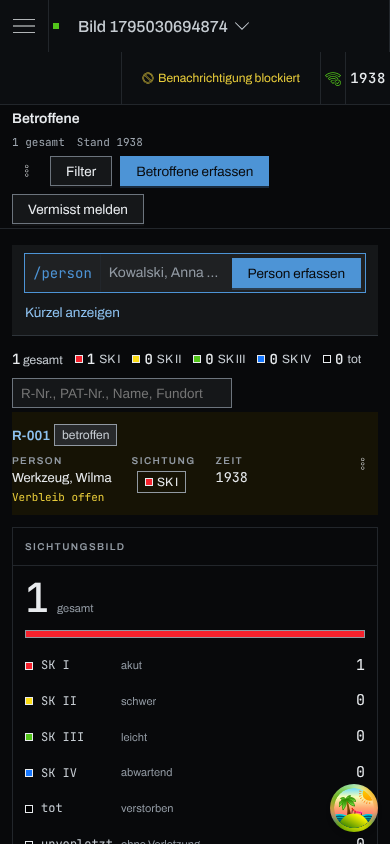 Bild 1795030694874
Benachrichtigung blockiert
1938
Betroffene
1 gesamt Stand 1938
Filter
Betroffene erfassen
Vermisst melden
/person Kowalski, Anna ... Person erfassen
Kürzel anzeigen
1 gesamt 1 SK I 0 SK II 0 SK III 0 SK IV 0 tot
R-Nr., PAT-Nr., Name, Fundort
R-001 betroffen
PERSON SICHTUNG ZEIT
Werkzeug, Wilma SK I 1938
Verbleib offen
SICHTUNGSBILD
1 gesamt
SK I akut 1
SK II schwer 0
SK III leicht 0
SK IV abwartend 0
tot verstorben
unverletzt ohne Verletzung